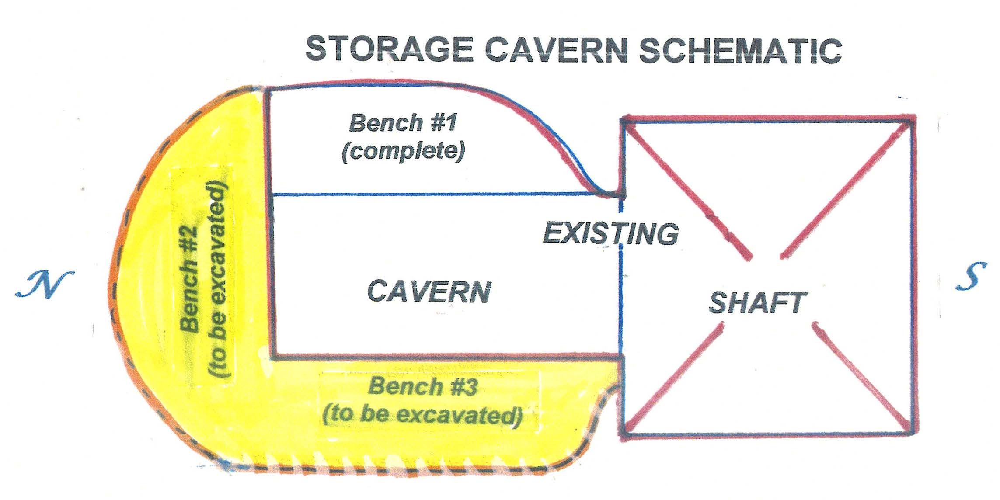 STORAGE CAVERN SCHEMATIC
Bench #1
(complete)
Bench #2
(to be excavated)
EXISTING
CAVERN
SHAFT
N
S
Bench #3
(to be excavated)